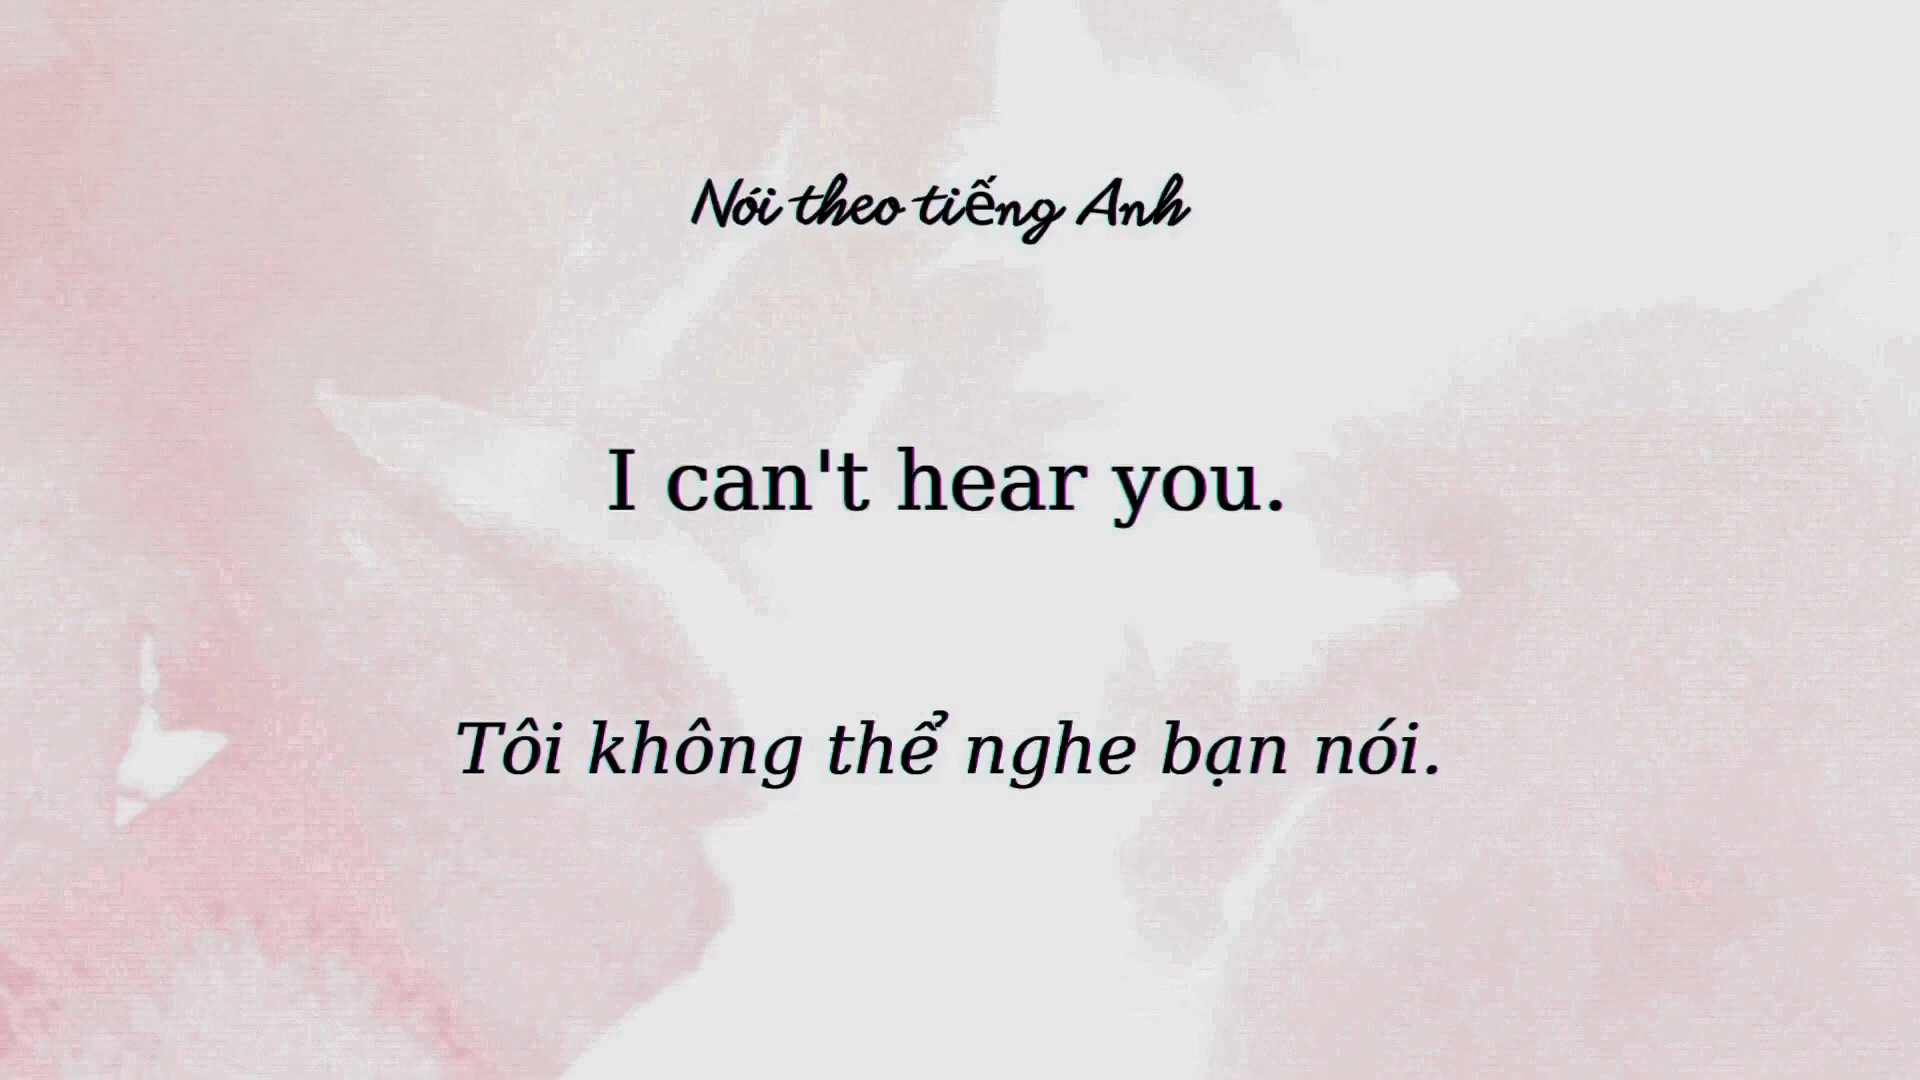 Nói theo tiếng Anh
I can't hear you.
Tôi không thể nghe bạn nói.